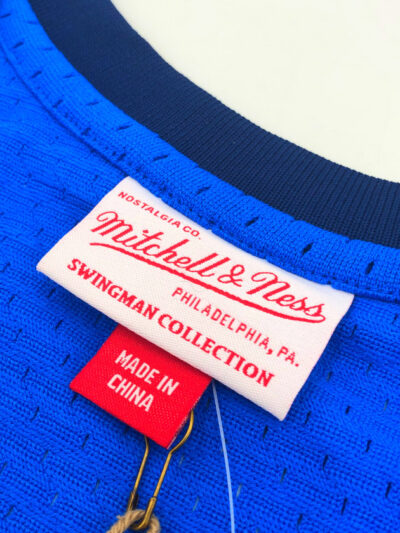 NOSTALGIA CO.
Mitchell & Ness
PHILADELPHIA, PA.
SWINGMAN COLLECTION
MADE IN
CHINA